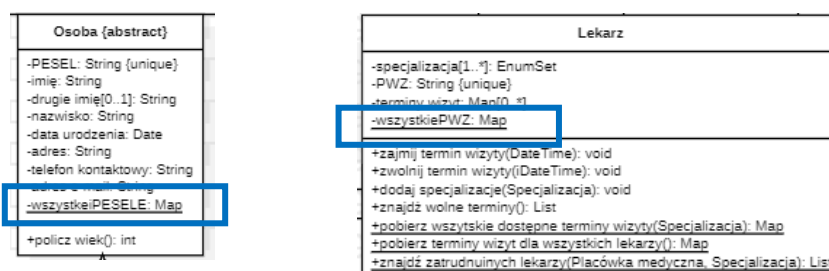 Osoba {abstract}
-PESEL: String {unique}
-imię: String
-drugie imię[0..1]: String
-nazwisko: String
-data urodzenia: Date
-adres: String
-telefon kontaktowy: String
-adres e-mail: String
-wszystkeiPESELE: Map
+policz wiek(): int
Lekarz
-specjalizacja[1..*]: EnumSet
-PWZ: String {unique}
-terminy wizyt: Map[0..*]
-wszystkiePWZ: Map
+zajmij termin wizyty(DateTime): void
+zwolnij termin wizyty(iDateTime): void
+dodaj specjalizacje(Specjalizacja): void
+znajdź wolne terminy(): List
+pobierz wszytskie dostępne terminy wizyty(Specjalizacja): Map
+pobierz terminy wizyt dla wszystkich lekarzy(): Map
+znajdź zatrudnuinych lekarzy(Placówka medyczna, Specjalizacja): List